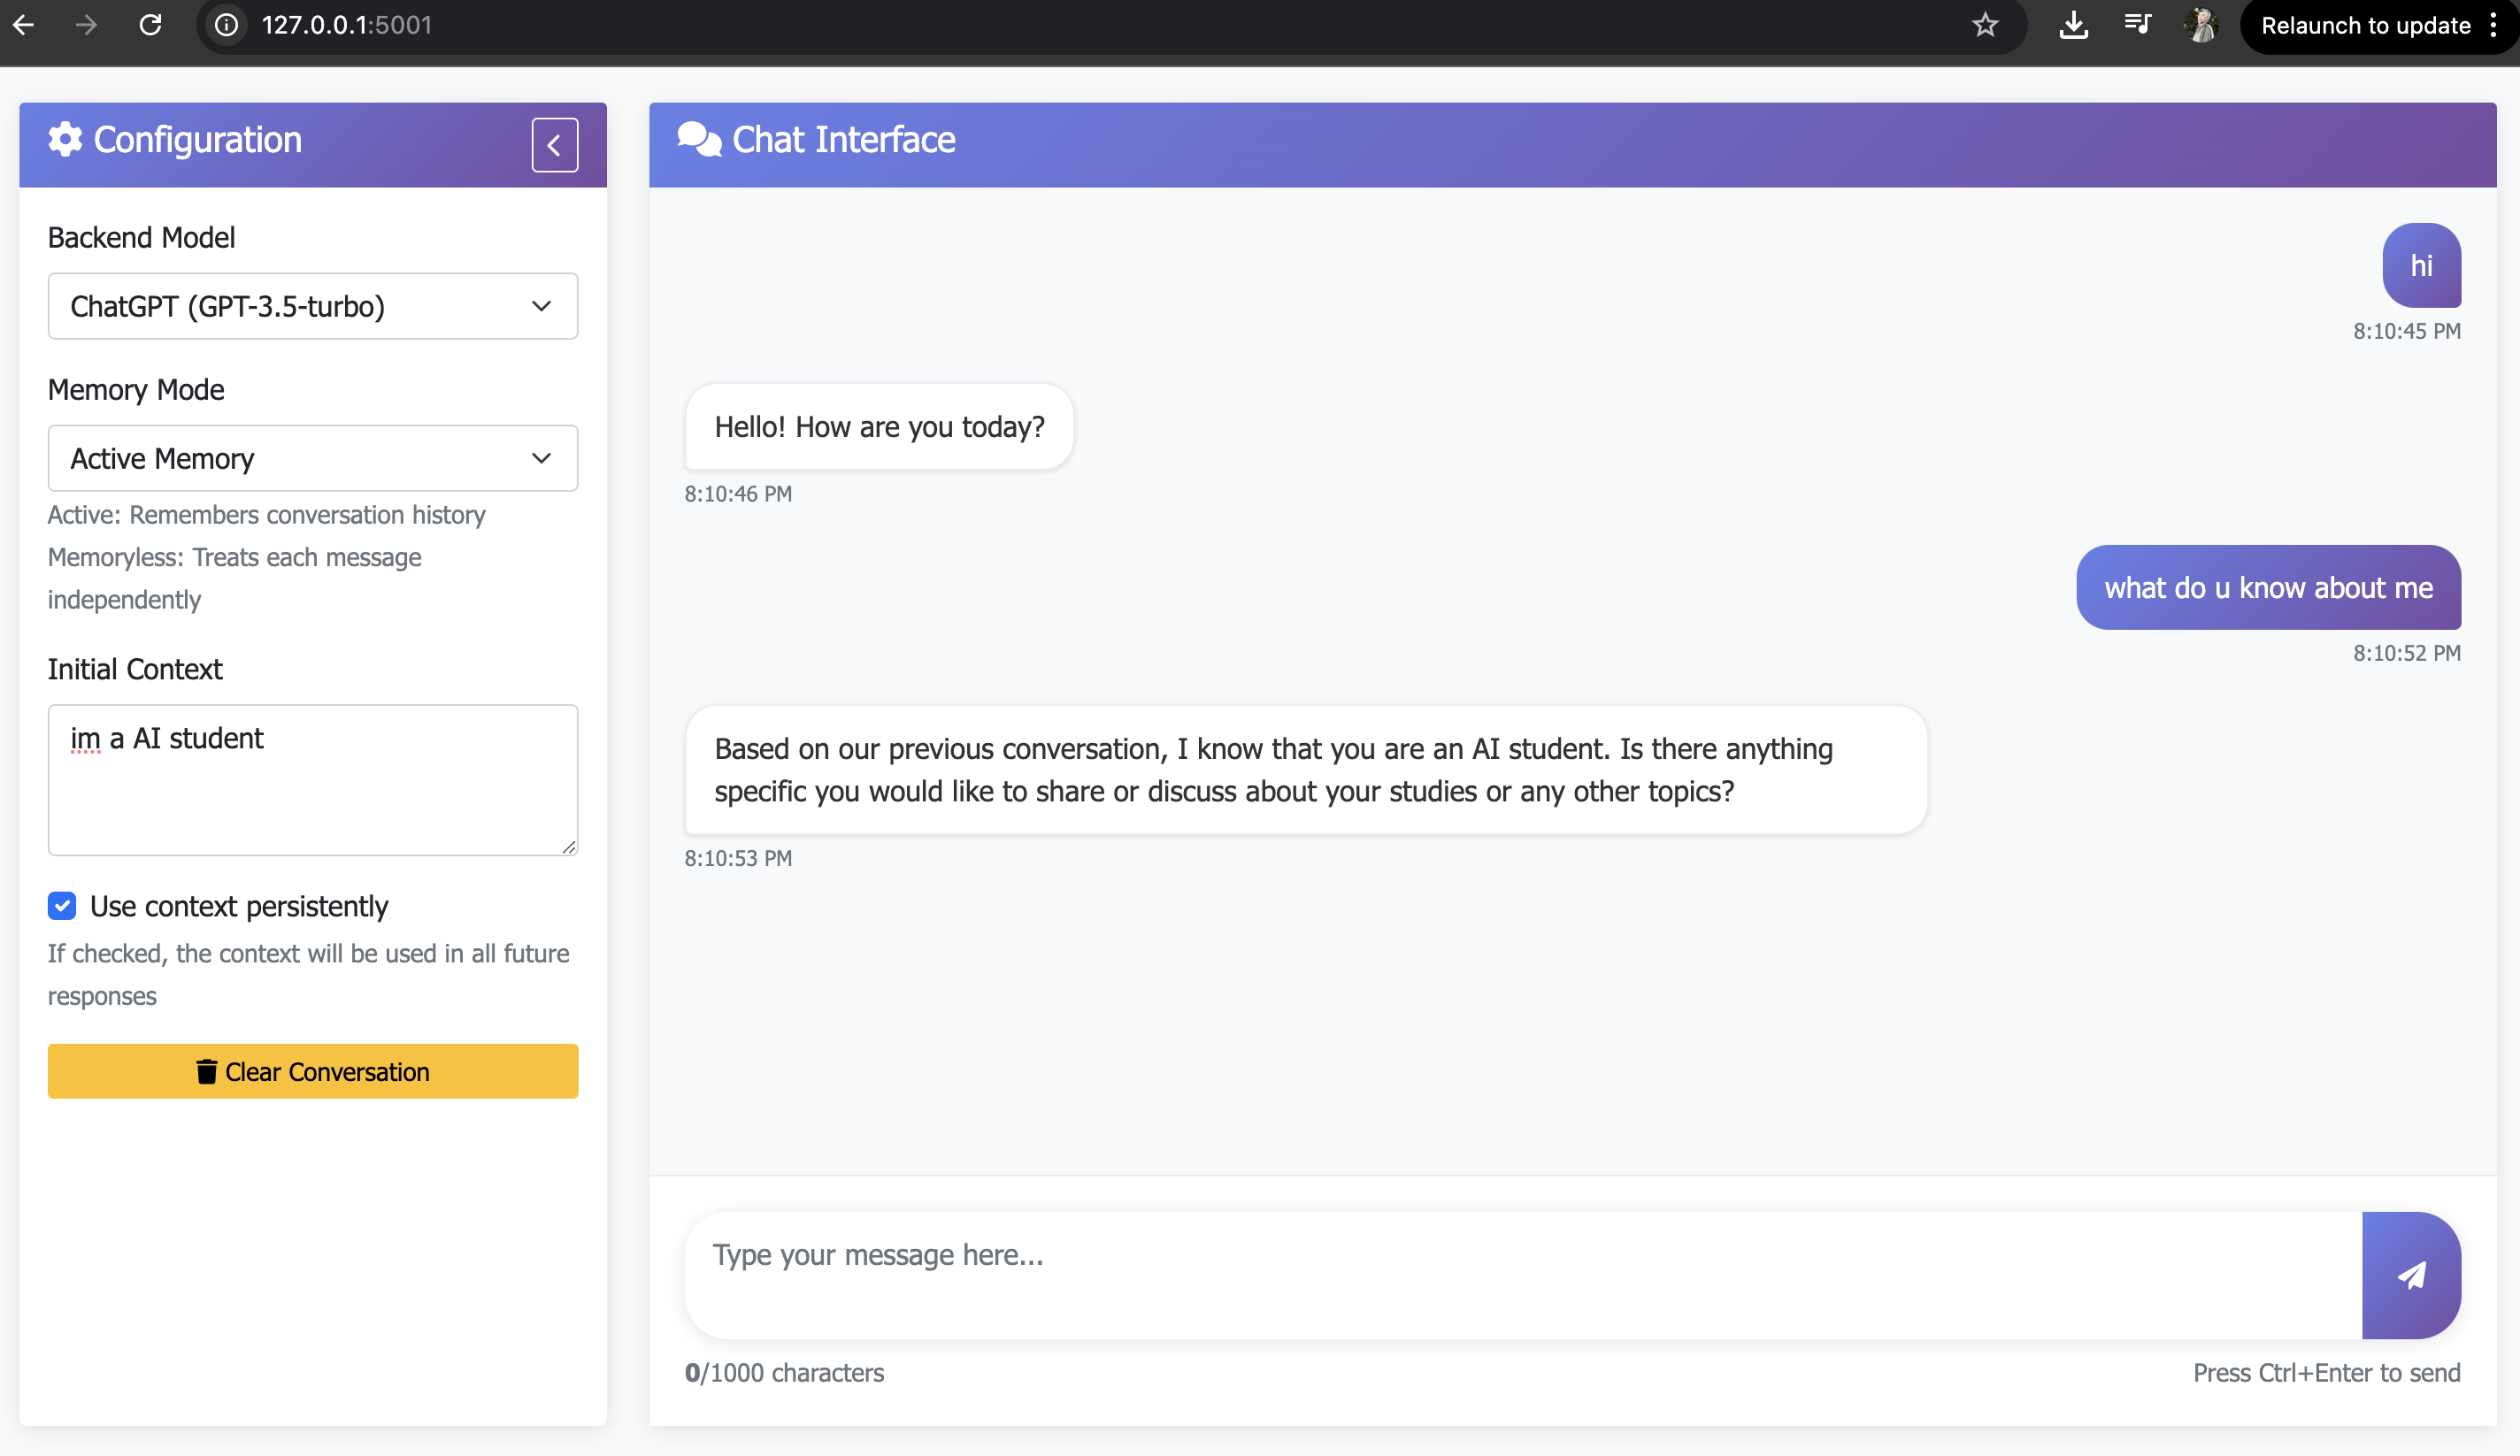 127.0.0.1:5001
Relaunch to update
Configuration
Backend Model
ChatGPT (GPT-3.5-turbo)
Memory Mode
Active Memory
Active: Remembers conversation history
Memoryless: Treats each message
independently
Initial Context
im a AI student
Use context persistently
If checked, the context will be used in all future
responses
Clear Conversation
Chat Interface
hi
8:10:45 PM
Hello! How are you today?
8:10:46 PM
what do u know about me
8:10:52 PM
Based on our previous conversation, I know that you are an AI student. Is there anything
specific you would like to share or discuss about your studies or any other topics?
8:10:53 PM
Type your message here...
0/1000 characters
Press Ctrl+Enter to send